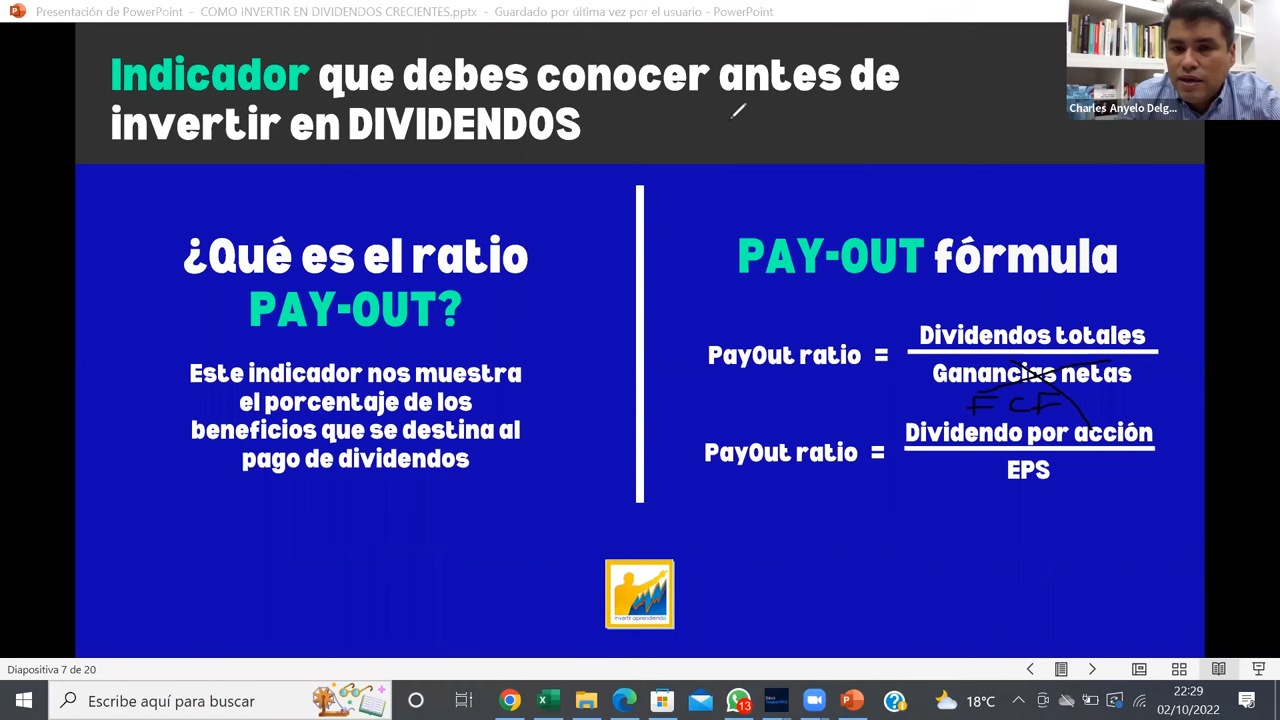 Presentación de PowerPoint - COMO INVERTIR EN DIVIDENDOS CRECIENTES.pptx - Guardado por última vez por el usuario - PowerPoint
Charles Anyelo Delg...
Indicador que debes conocer antes de
invertir en DIVIDENDOS
¿Qué es el ratio
PAY-OUT?
Este indicador nos muestra
el porcentaje de los
beneficios que se destina al
pago de dividendos
PAY-OUT fórmula
PayOut ratio = Dividendos totales
Ganancias netas
FCF
PayOut ratio = Dividendo por acción
EPS
invertir aprendiendo
Diapositiva 7 de 20
Escribe aquí para buscar
13
18°C
22:29
02/10/2022